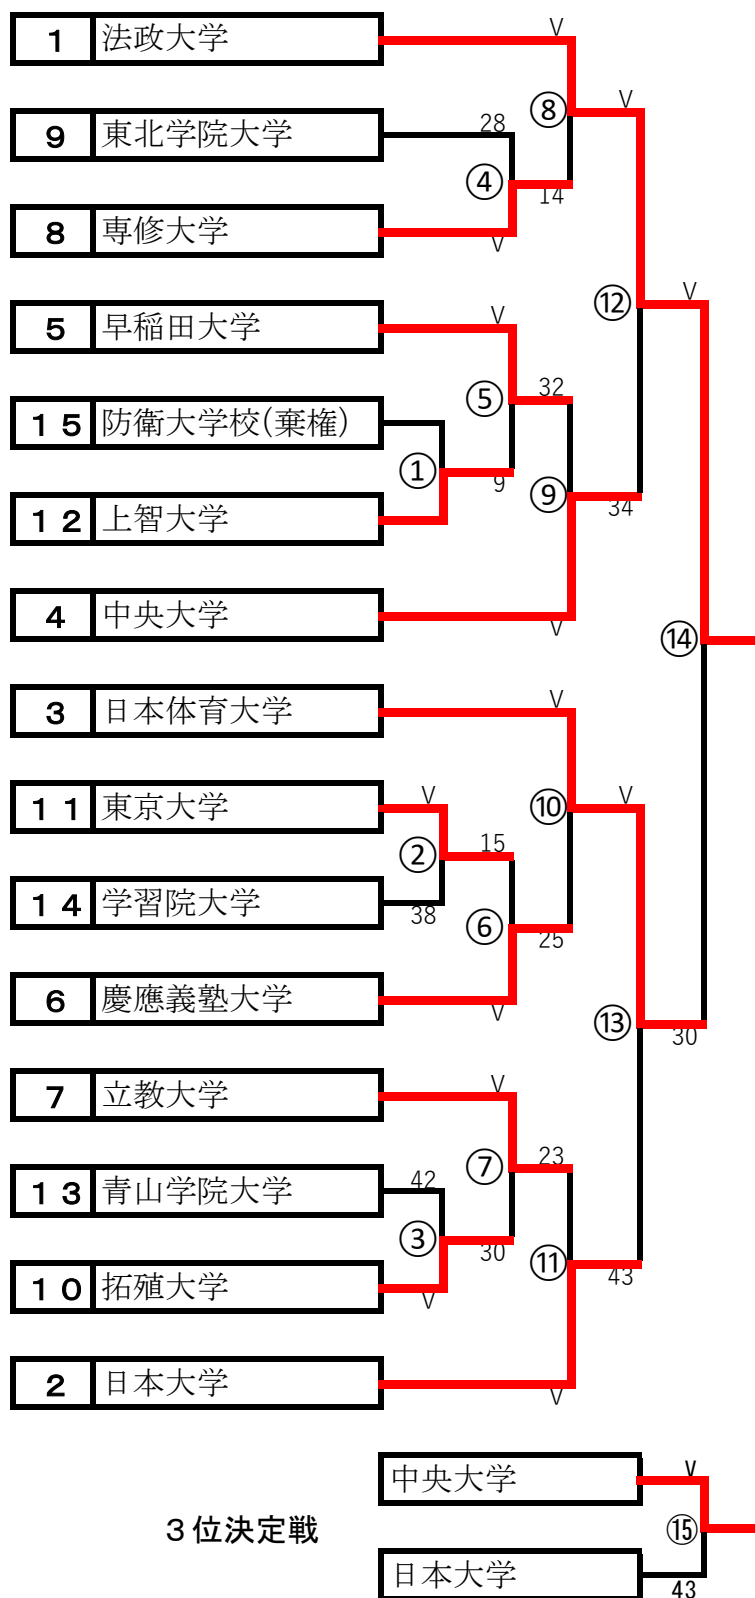 V
1 法政大学
⑧
V
28
9 東北学院大学
④
14
8 専修大学
V
V
⑫
V
5 早稲田大学
⑤
32
15 防衛大学校(棄権)
①
9
⑨
34
12 上智大学
4 中央大学
V
⑭
3 日本体育大学
V
11 東京大学
V
⑩
V
②
15
14 学習院大学
38
⑥
25
6 慶應義塾大学
V
⑬
30
7 立教大学
V
⑦
23
13 青山学院大学
42
③
30
⑪
43
10 拓殖大学
V
2 日本大学
V
中央大学
V
3位決定戦
⑮
日本大学
43